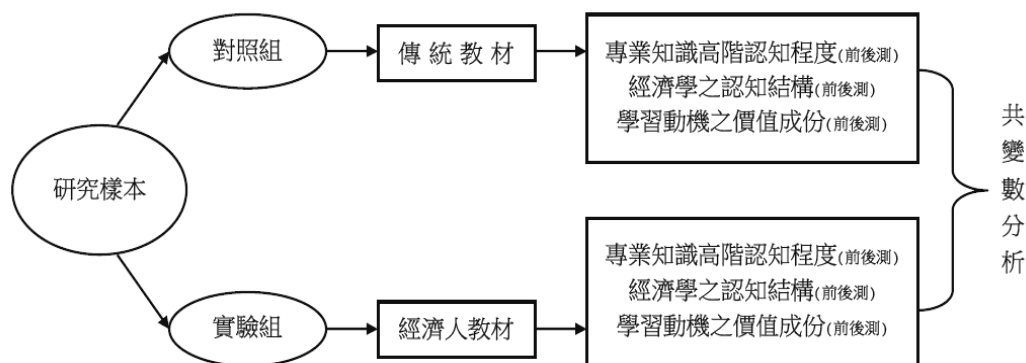 研究樣本
對照組
傳統教材
專業知識高階認知程度(前後測)
經濟學之認知結構(前後測)
學習動機之價值成份(前後測)
實驗組
經濟人教材
專業知識高階認知程度(前後測)
經濟學之認知結構(前後測)
學習動機之價值成份(前後測)
共變數分析